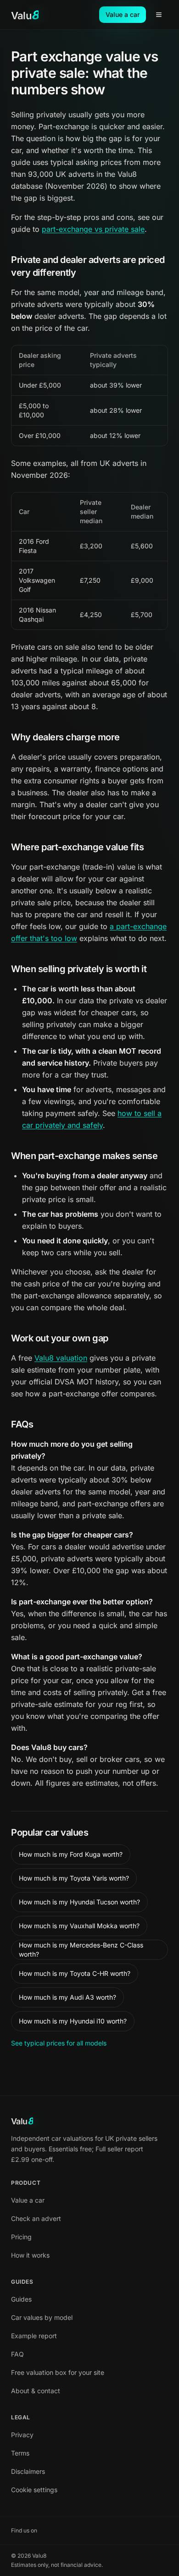 Valu8
Value a car
Part exchange value vs
private sale: what the
numbers show
Selling privately usually gets you more
money. Part-exchange is quicker and easier.
The question is how big the gap is for your
car, and whether it's worth the time. This
guide uses typical asking prices from more
than 93,000 UK adverts in the Valu8
database (November 2026) to show where
the gap is biggest.
For the step-by-step pros and cons, see our
guide to part-exchange vs private sale.
Private and dealer adverts are priced
very differently
For the same model, year and mileage band,
private adverts were typically about 30%
below dealer adverts. The gap depends a lot
on the price of the car.
Dealer asking
price
Private adverts
typically
Under £5,000
about 39% lower
£5,000 to
£10,000
about 28% lower
Over £10,000
about 12% lower
Some examples, all from UK adverts in
November 2026:
Car
Private
seller
median
Dealer
median
2016 Ford
Fiesta
£3,200
£5,600
2017
Volkswagen
Golf
£7,250
£9,000
2016 Nissan
Qashqai
£4,250
£5,700
Private cars on sale also tend to be older
and higher mileage. In our data, private
adverts had a typical mileage of about
103,000 miles against about 65,000 for
dealer adverts, with an average age of about
13 years against about 8.
Why dealers charge more
A dealer's price usually covers preparation,
any repairs, a warranty, finance options and
the extra consumer rights a buyer gets from
a business. The dealer also has to make a
margin. That's why a dealer can't give you
their forecourt price for your car.
Where part-exchange value fits
Your part-exchange (trade-in) value is what
a dealer will allow for your car against
another one. It's usually below a realistic
private sale price, because the dealer still
has to prepare the car and resell it. If your
offer feels low, our guide to a part-exchange
offer that's too low explains what to do next.
When selling privately is worth it
• The car is worth less than about
£10,000. In our data the private vs dealer
gap was widest for cheaper cars, so
selling privately can make a bigger
difference to what you end up with.
• The car is tidy, with a clean MOT record
and service history. Private buyers pay
more for a car they trust.
• You have time for adverts, messages and
a few viewings, and you're comfortable
taking payment safely. See how to sell a
car privately and safely.
When part-exchange makes sense
• You're buying from a dealer anyway and
the gap between their offer and a realistic
private price is small.
• The car has problems you don't want to
explain to buyers.
• You need it done quickly, or you can't
keep two cars while you sell.
Whichever you choose, ask the dealer for
the cash price of the car you're buying and
the part-exchange allowance separately, so
you can compare the whole deal.
Work out your own gap
A free Valu8 valuation gives you a private
sale estimate from your number plate, with
your official DVSA MOT history, so you can
see how a part-exchange offer compares.
FAQs
How much more do you get selling
privately?
It depends on the car. In our data, private
adverts were typically about 30% below
dealer adverts for the same model, year and
mileage band, and part-exchange offers are
usually lower than a private sale.
Is the gap bigger for cheaper cars?
Yes. For cars a dealer would advertise under
£5,000, private adverts were typically about
39% lower. Over £10,000 the gap was about
12%.
Is part-exchange ever the better option?
Yes, when the difference is small, the car has
problems, or you need a quick and simple
sale.
What is a good part-exchange value?
One that is close to a realistic private-sale
price for your car, once you allow for the
time and costs of selling privately. Get a free
private-sale estimate for your reg first, so
you know what you're comparing the offer
with.
Does Valu8 buy cars?
No. We don't buy, sell or broker cars, so we
have no reason to push your number up or
down. All figures are estimates, not offers.
Popular car values
How much is my Ford Kuga worth?
How much is my Toyota Yaris worth?
How much is my Hyundai Tucson worth?
How much is my Vauxhall Mokka worth?
How much is my Mercedes-Benz C-Class
worth?
How much is my Toyota C-HR worth?
How much is my Audi A3 worth?
How much is my Hyundai i10 worth?
See typical prices for all models
Valu8
Independent car valuations for UK private sellers
and buyers. Essentials free; Full seller report
£2.99 one-off.
PRODUCT
Value a car
Check an advert
Pricing
How it works
GUIDES
Guides
Car values by model
Example report
FAQ
Free valuation box for your site
About & contact
LEGAL
Privacy
Terms
Disclaimers
Cookie settings
Find us on
© 2026 Valu8
Estimates only, not financial advice.